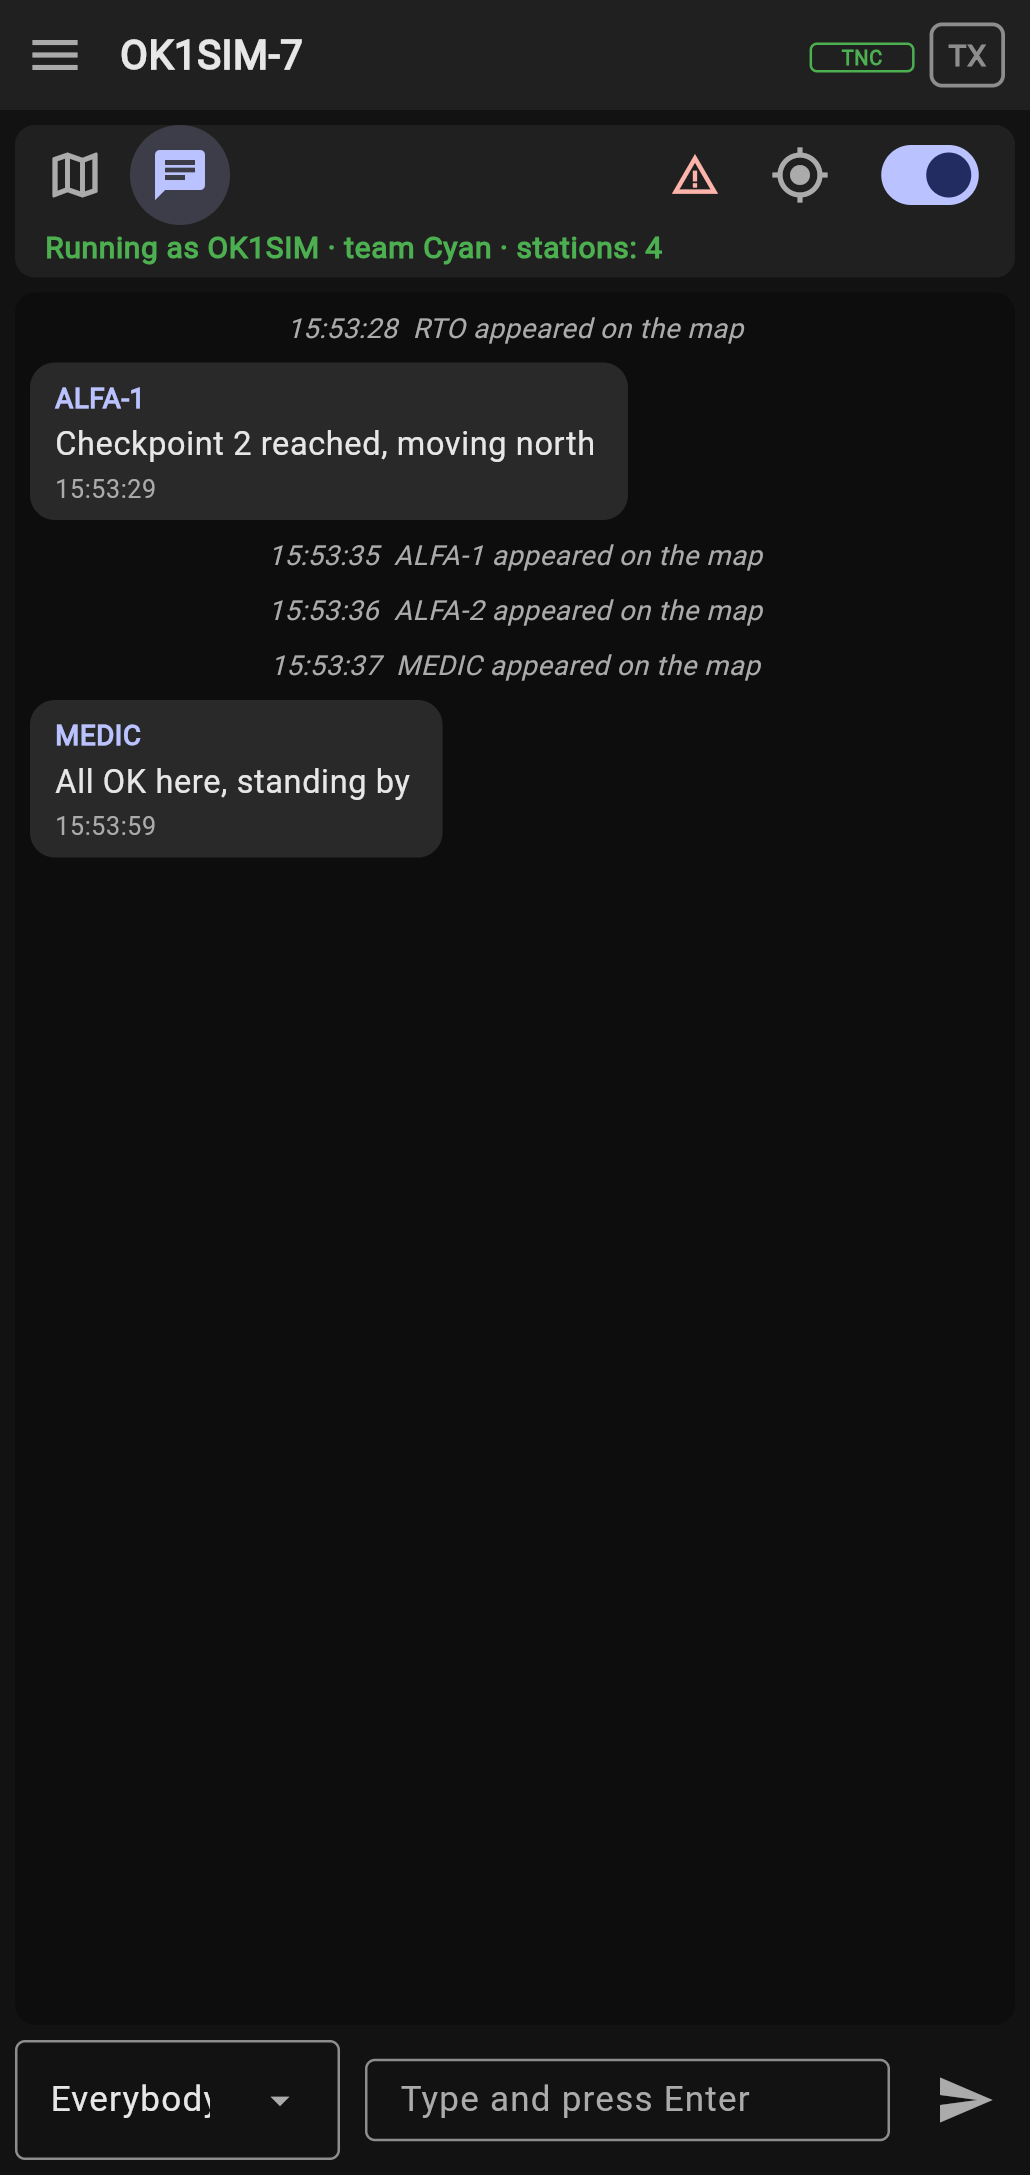 OK1SIM-7
TNC
TX
Running as OK1SIM · team Cyan · stations: 4
15:53:28 RTO appeared on the map
ALFA-1
Checkpoint 2 reached, moving north
15:53:29
15:53:35 ALFA-1 appeared on the map
15:53:36 ALFA-2 appeared on the map
15:53:37 MEDIC appeared on the map
MEDIC
All OK here, standing by
15:53:59
Everybody
Type and press Enter